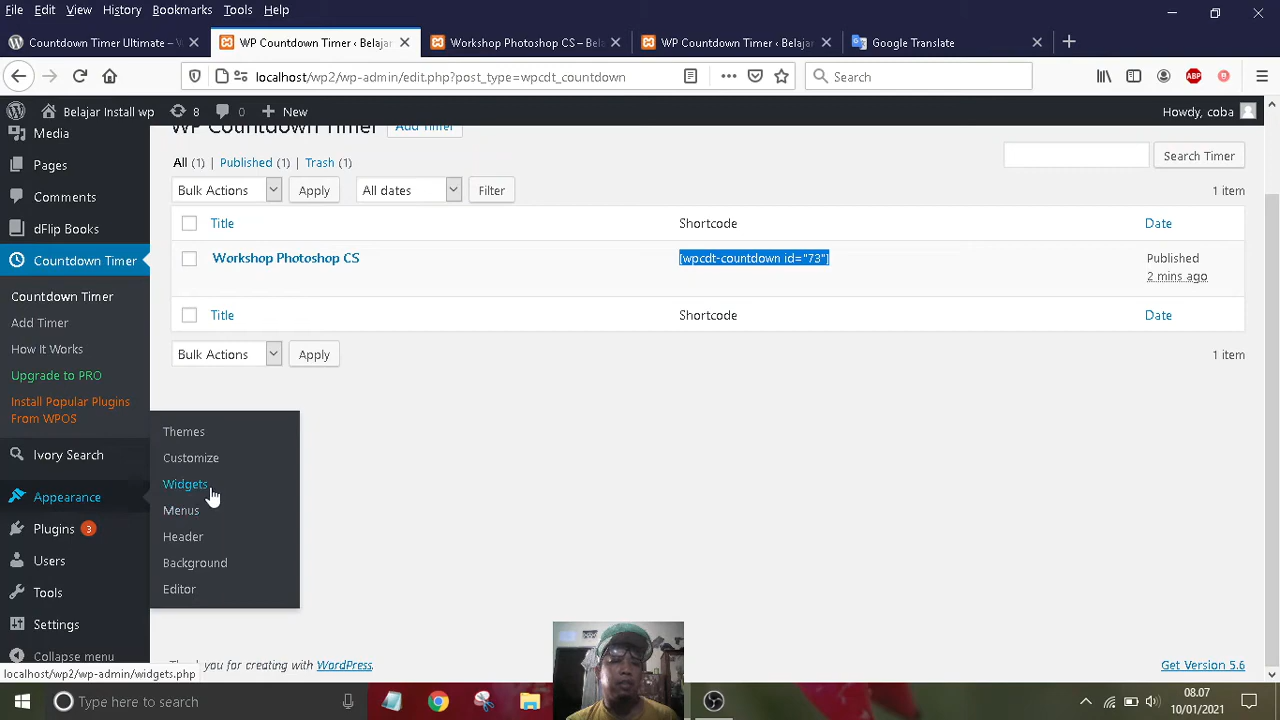 File Edit View History Bookmarks Tools Help
Countdown Timer Ultimate – W
WP Countdown Timer ‹ Belajar
Workshop Photoshop CS – Bel
WP Countdown Timer ‹ Belajar
Google Translate
localhost/wp2/wp-admin/edit.php?post_type=wpcdt_countdown
Search
ABP
Belajar Install wp 8 0 New
Howdy, coba
Media
Pages
Comments
dFlip Books
Countdown Timer
Countdown Timer
Add Timer
How It Works
Upgrade to PRO
Install Popular Plugins
From WPOS
Ivory Search
Appearance
Plugins 3
Users
Tools
Settings
Collapse menu
Themes
Customize
Widgets
Menus
Header
Background
Editor
WP Countdown Timer Add Timer
All (1) | Published (1) | Trash (1)
Search Timer
Bulk Actions Apply All dates Filter
1 item
Title Shortcode Date
Workshop Photoshop CS [wpcdt-countdown id="73"] Published
2 mins ago
Title Shortcode Date
Bulk Actions Apply 1 item
Thank you for creating with WordPress.
Get Version 5.6
localhost/wp2/wp-admin/widgets.php
Type here to search
08.07
10/01/2021